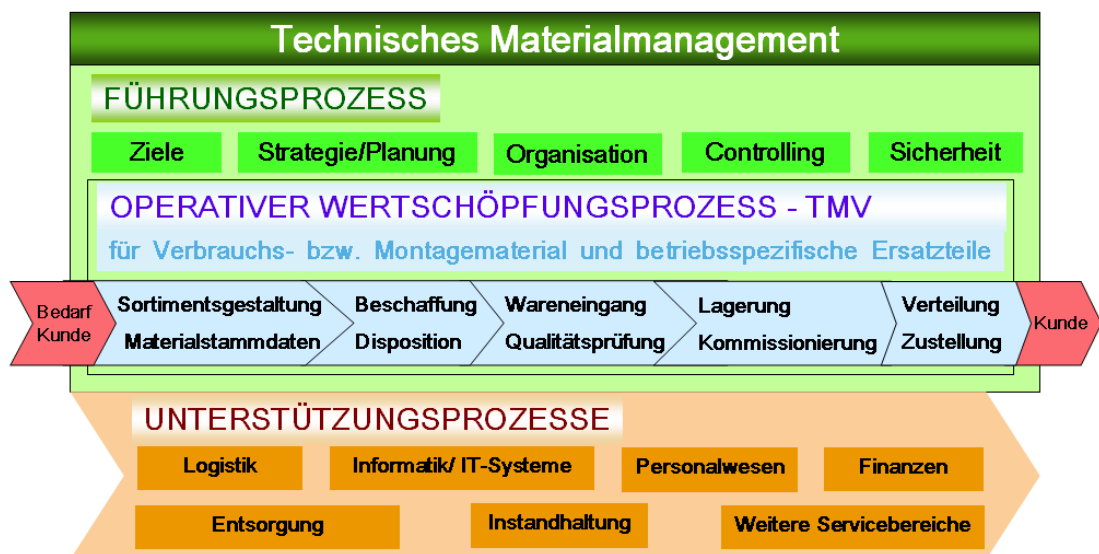 Technisches Materialmanagement
FÜHRUNGSPROZESS
Ziele
Strategie/Planung
Organisation
Controlling
Sicherheit
OPERATIVER WERTSCHÖPFUNGSPROZESS - TMV
für Verbrauchs- bzw. Montagematerial und betriebsspezifische Ersatzteile
Bedarf
Kunde
Sortimentsgestaltung
Materialstammdaten
Beschaffung
Disposition
Wareneingang
Qualitätsprüfung
Lagerung
Kommissionierung
Verteilung
Zustellung
Kunde
UNTERSTÜTZUNGSPROZESSE
Logistik
Informatik/ IT-Systeme
Personalwesen
Finanzen
Entsorgung
Instandhaltung
Weitere Servicebereiche